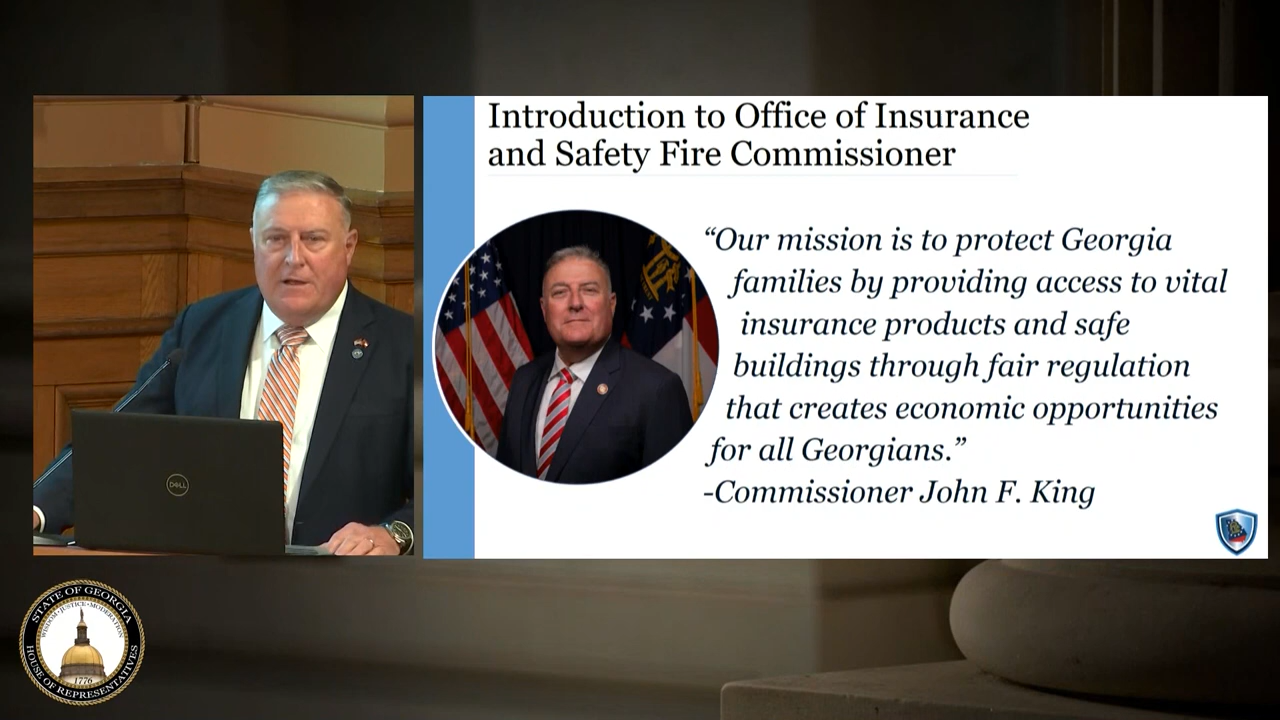 Introduction to Office of Insurance
and Safety Fire Commissioner
“Our mission is to protect Georgia
families by providing access to vital
insurance products and safe
buildings through fair regulation
that creates economic opportunities
for all Georgians.”
-Commissioner John F. King
DELL
STATE OF GEORGIA
WISDOM • JUSTICE • MODERATION
1776
HOUSE OF REPRESENTATIVES